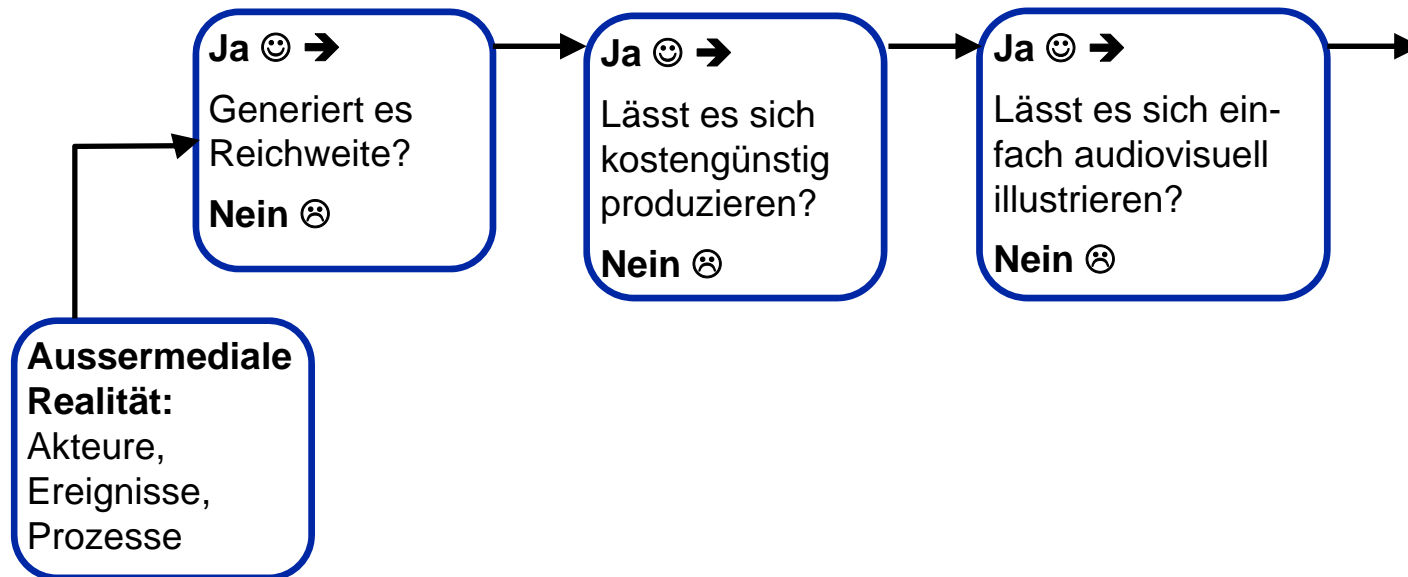 Ja ☺ ➔
Generiert es
Reichweite?
Nein ☹
Ja ☺ ➔
Lässt es sich
kostengünstig
produzieren?
Nein ☹
Ja ☺ ➔
Lässt es sich ein-
fach audiovisuell
illustrieren?
Nein ☹
Aussermediale
Realität:
Akteure,
Ereignisse,
Prozesse